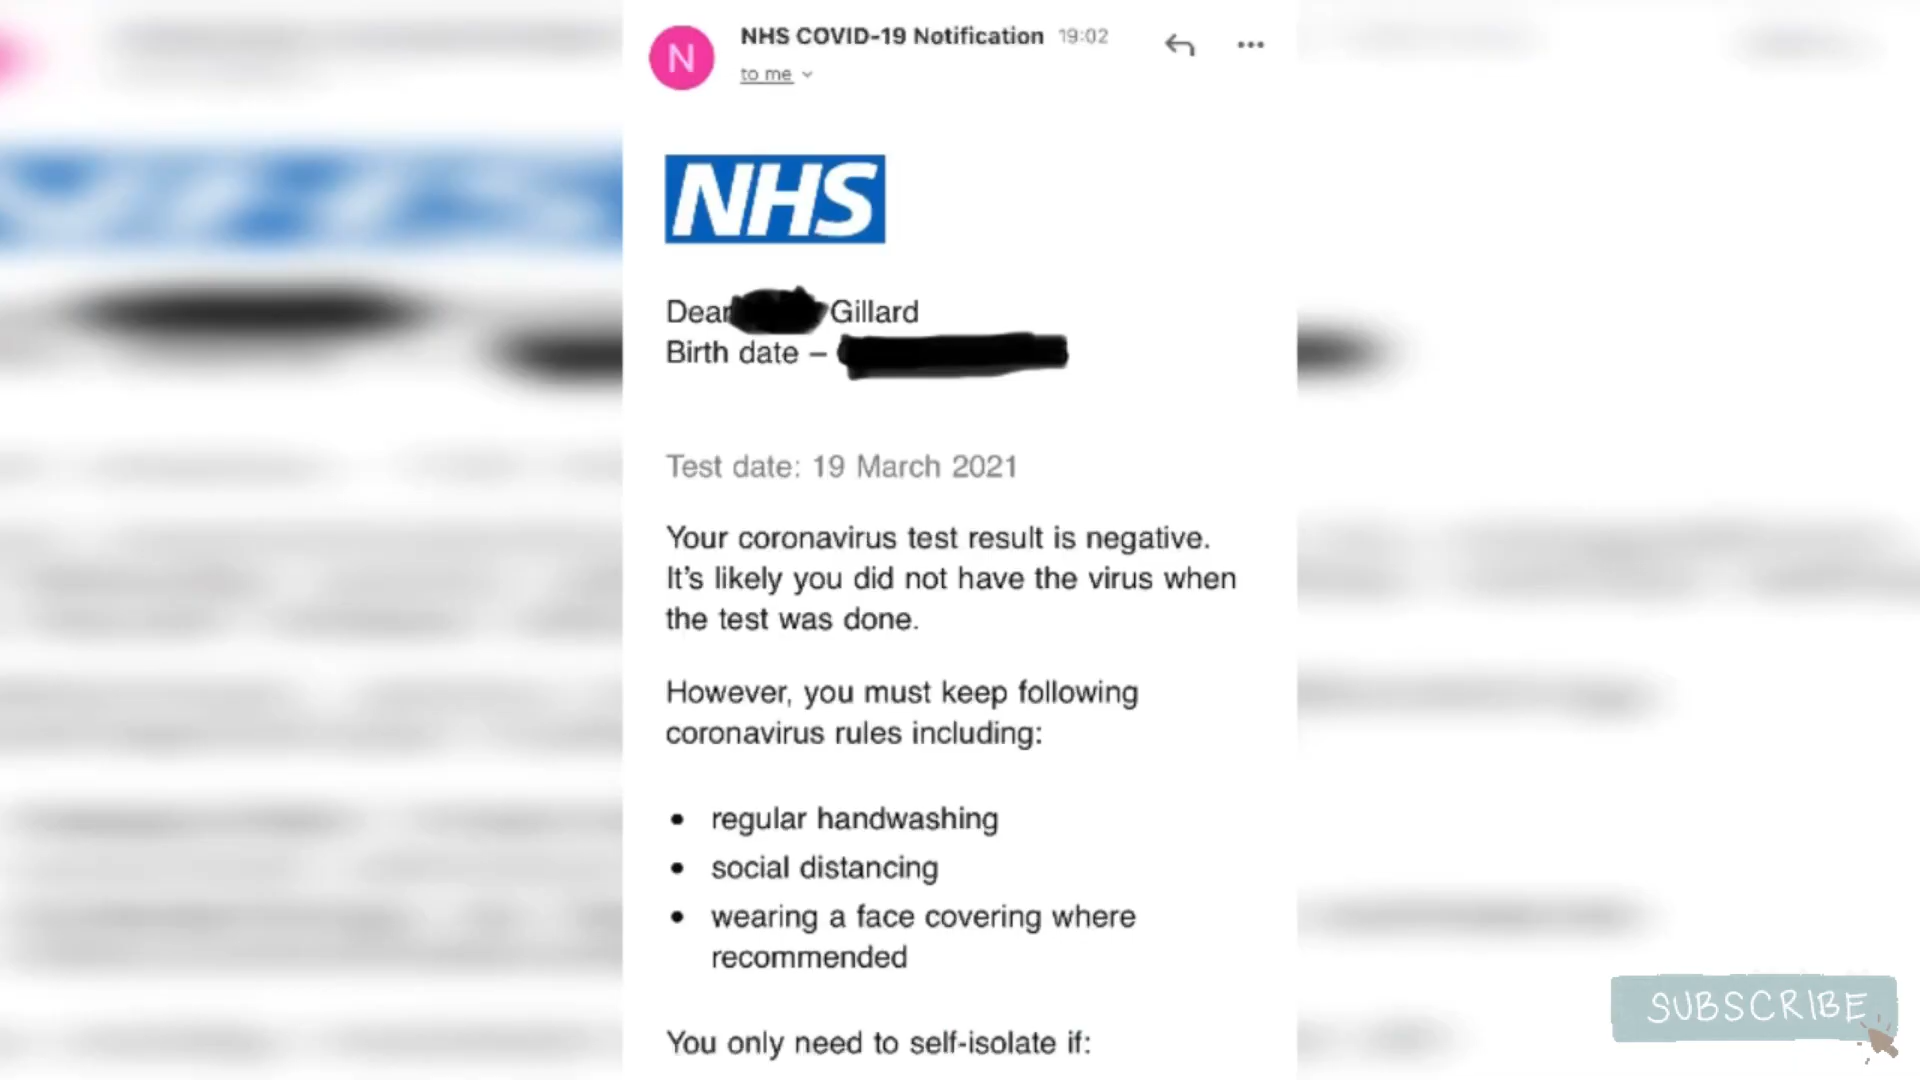 N
NHS COVID-19 Notification 19:02
to me
NHS
Dear Gillard
Birth date –
Test date: 19 March 2021
Your coronavirus test result is negative.
It's likely you did not have the virus when
the test was done.
However, you must keep following
coronavirus rules including:
• regular handwashing
• social distancing
• wearing a face covering where
recommended
You only need to self-isolate if:
SUBSCRIBE